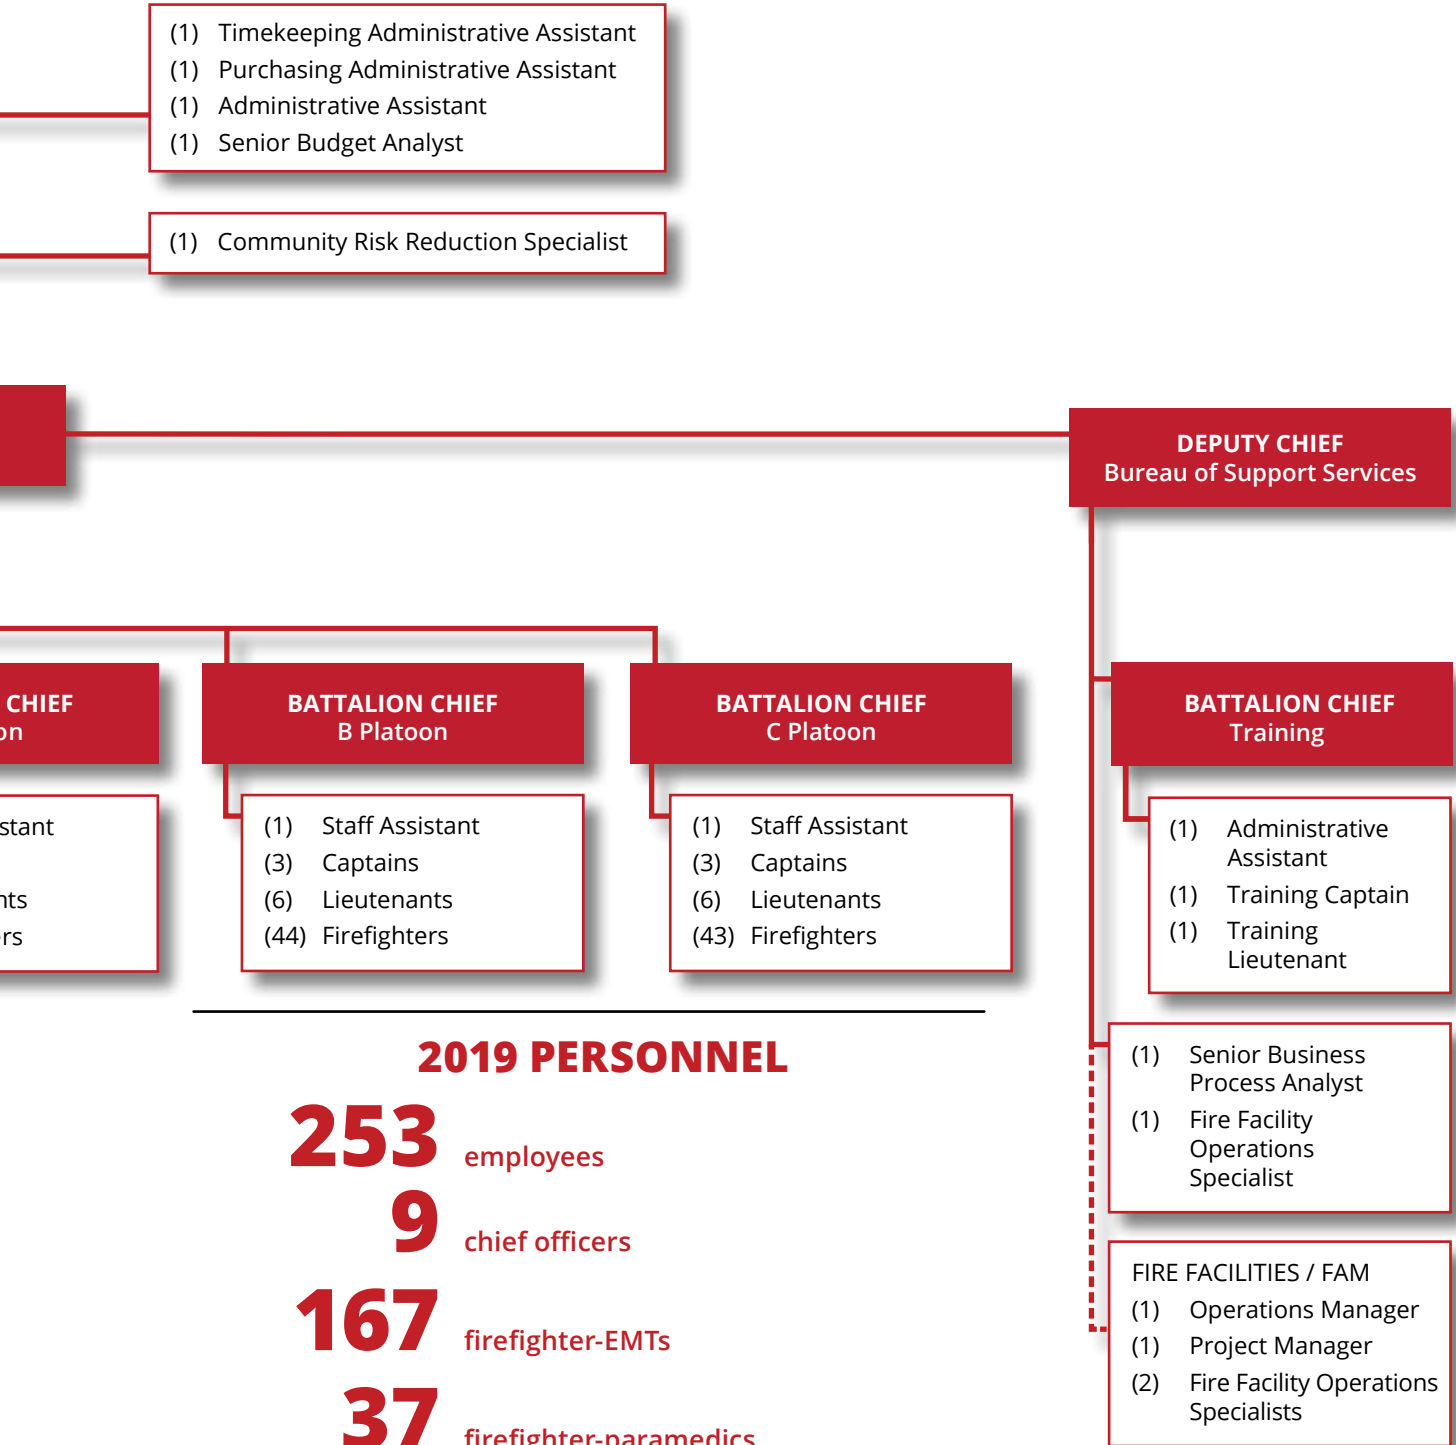 (1) Timekeeping Administrative Assistant
(1) Purchasing Administrative Assistant
(1) Administrative Assistant
(1) Senior Budget Analyst
(1) Community Risk Reduction Specialist
DEPUTY CHIEF
Bureau of Support Services
CHIEF
BATTALION CHIEF
B Platoon
(1) Staff Assistant
(3) Captains
(6) Lieutenants
(44) Firefighters
BATTALION CHIEF
C Platoon
(1) Staff Assistant
(3) Captains
(6) Lieutenants
(43) Firefighters
BATTALION CHIEF
Training
(1) Administrative
Assistant
(1) Training Captain
(1) Training
Lieutenant
(1) Senior Business
Process Analyst
(1) Fire Facility
Operations
Specialist
FIRE FACILITIES / FAM
(1) Operations Manager
(1) Project Manager
(2) Fire Facility Operations
Specialists
2019 PERSONNEL
253 employees
9 chief officers
167 firefighter-EMTs
37 firefighter-paramedics